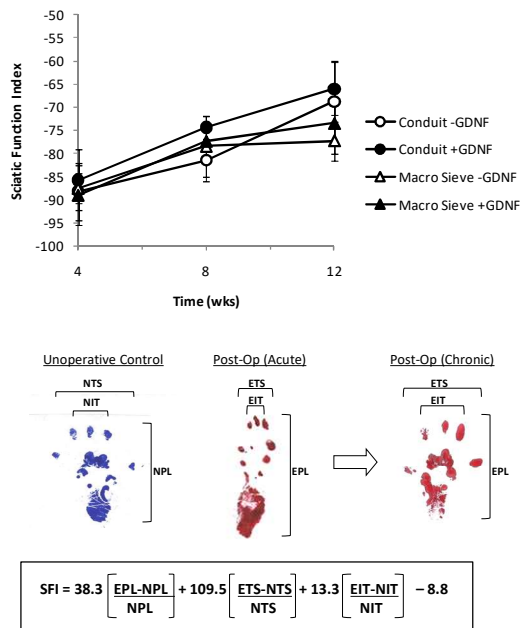 Sciatic Function Index
-50
-55
-60
-65
-70
-75
-80
-85
-90
-95
-100
4
8
12
Time (wks)
Conduit -GDNF
Conduit +GDNF
Macro Sieve -GDNF
Macro Sieve +GDNF
Unoperative Control
Post-Op (Acute)
Post-Op (Chronic)
NTS
NIT
NPL
ETS
EIT
EPL
ETS
EIT
EPL
SFI = 38.3 [EPL-NPL / NPL] + 109.5 [ETS-NTS / NTS] + 13.3 [EIT-NIT / NIT] – 8.8